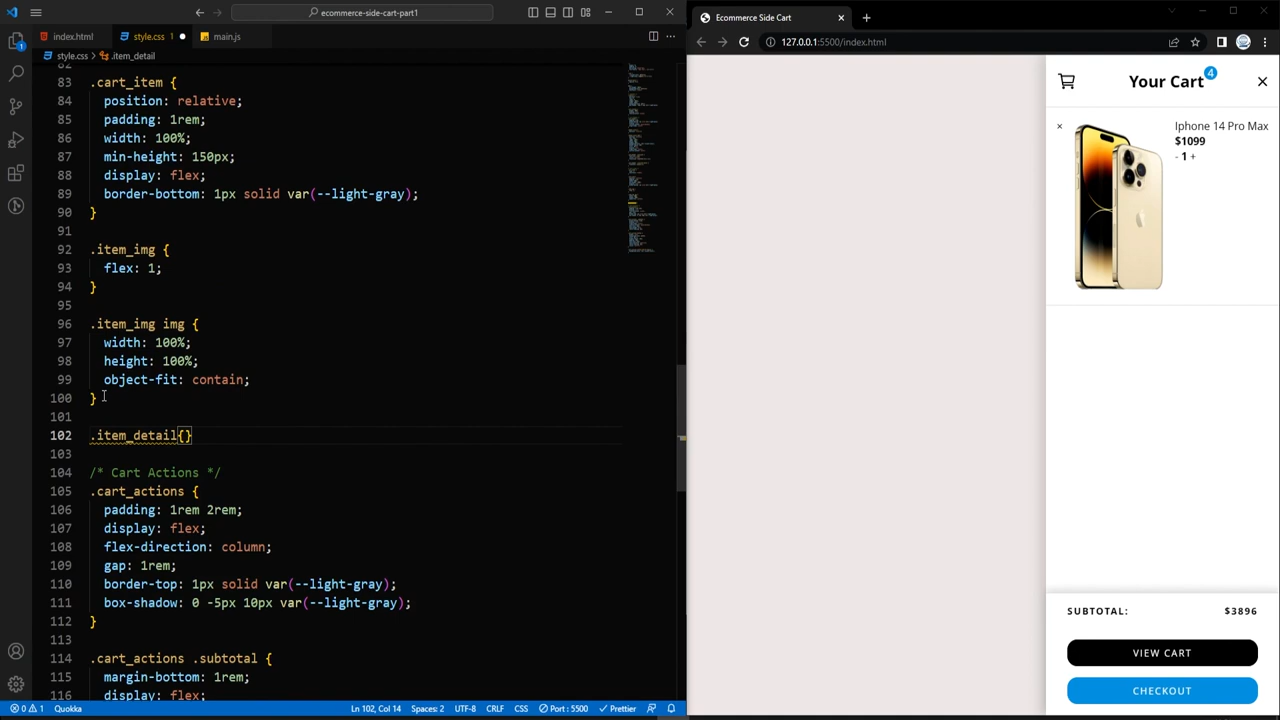 ecommerce-side-cart-part1
index.html
style.css
main.js
style.css > .item_detail
82
83 .cart_item {
84 position: relative;
85 padding: 1rem;
86 width: 100%;
87 min-height: 150px;
88 display: flex;
89 border-bottom: 1px solid var(--light-gray);
90 }
91
92 .item_img {
93 flex: 1;
94 }
95
96 .item_img img {
97 width: 100%;
98 height: 100%;
99 object-fit: contain;
100 }
101
102 .item_detail{}
103
104 /* Cart Actions */
105 .cart_actions {
106 padding: 1rem 2rem;
107 display: flex;
108 flex-direction: column;
109 gap: 1rem;
110 border-top: 1px solid var(--light-gray);
111 box-shadow: 0 -5px 10px var(--light-gray);
112 }
113
114 .cart_actions .subtotal {
115 margin-bottom: 1rem;
116 display: flex;
1
0 1 Quokka
Ln 102, Col 14
Spaces: 2
UTF-8
CRLF
CSS
Port : 5500
Prettier
Ecommerce Side Cart
127.0.0.1:5500/index.html
Your Cart 4
Iphone 14 Pro Max
$1099
- 1 +
SUBTOTAL: $3896
VIEW CART
CHECKOUT